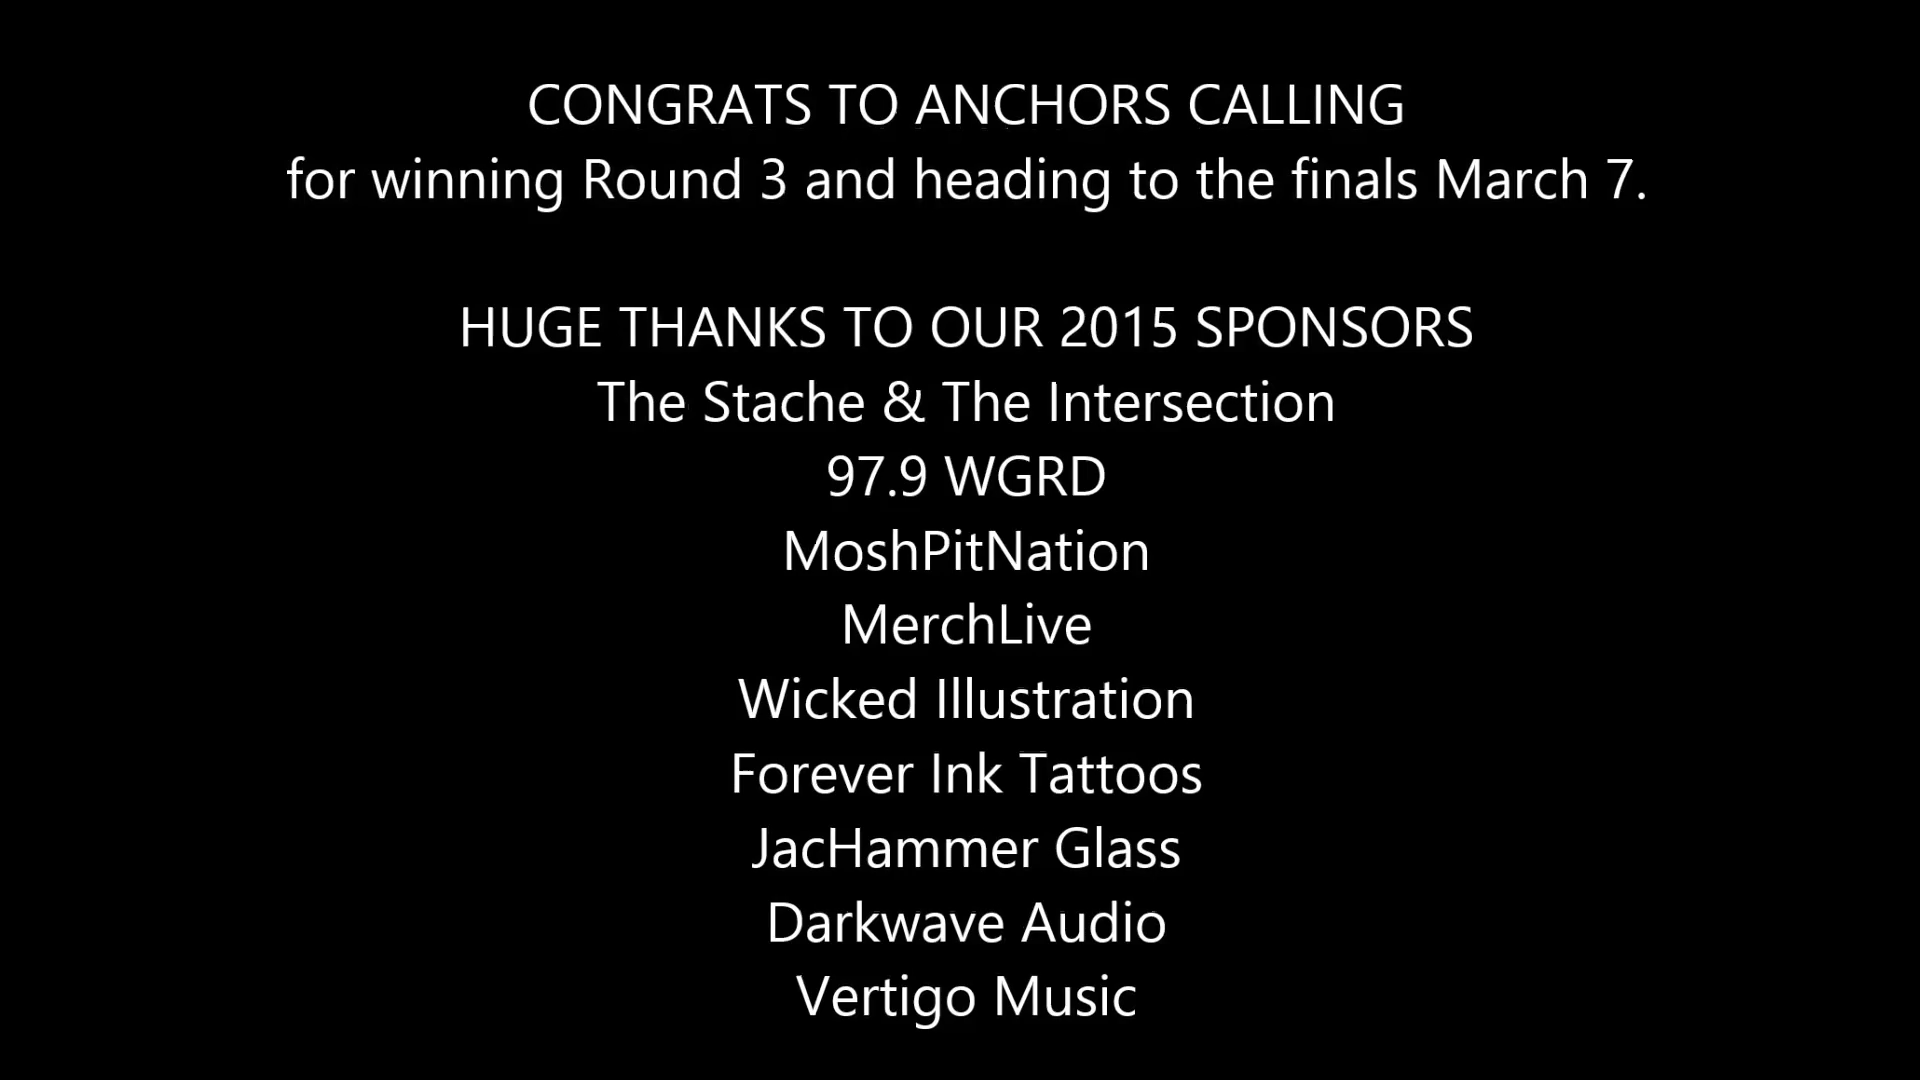 CONGRATS TO ANCHORS CALLING
for winning Round 3 and heading to the finals March 7.
HUGE THANKS TO OUR 2015 SPONSORS
The Stache & The Intersection
97.9 WGRD
MoshPitNation
MerchLive
Wicked Illustration
Forever Ink Tattoos
JacHammer Glass
Darkwave Audio
Vertigo Music